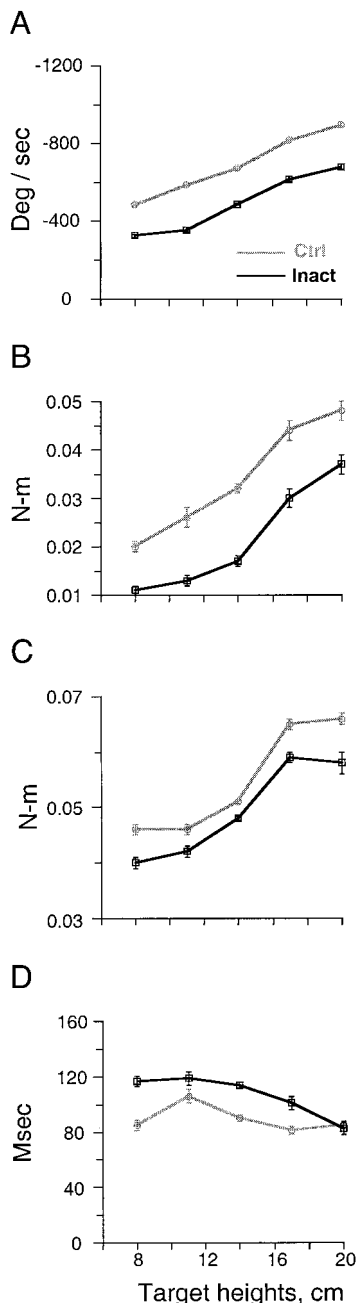 A
-1200
-800
-400
0
Deg / sec
Ctrl
Inact
B
0.05
0.04
0.03
0.02
0.01
N-m
C
0.07
0.05
0.03
N-m
D
160
120
80
40
0
Msec
8 12 16 20
Target heights, cm